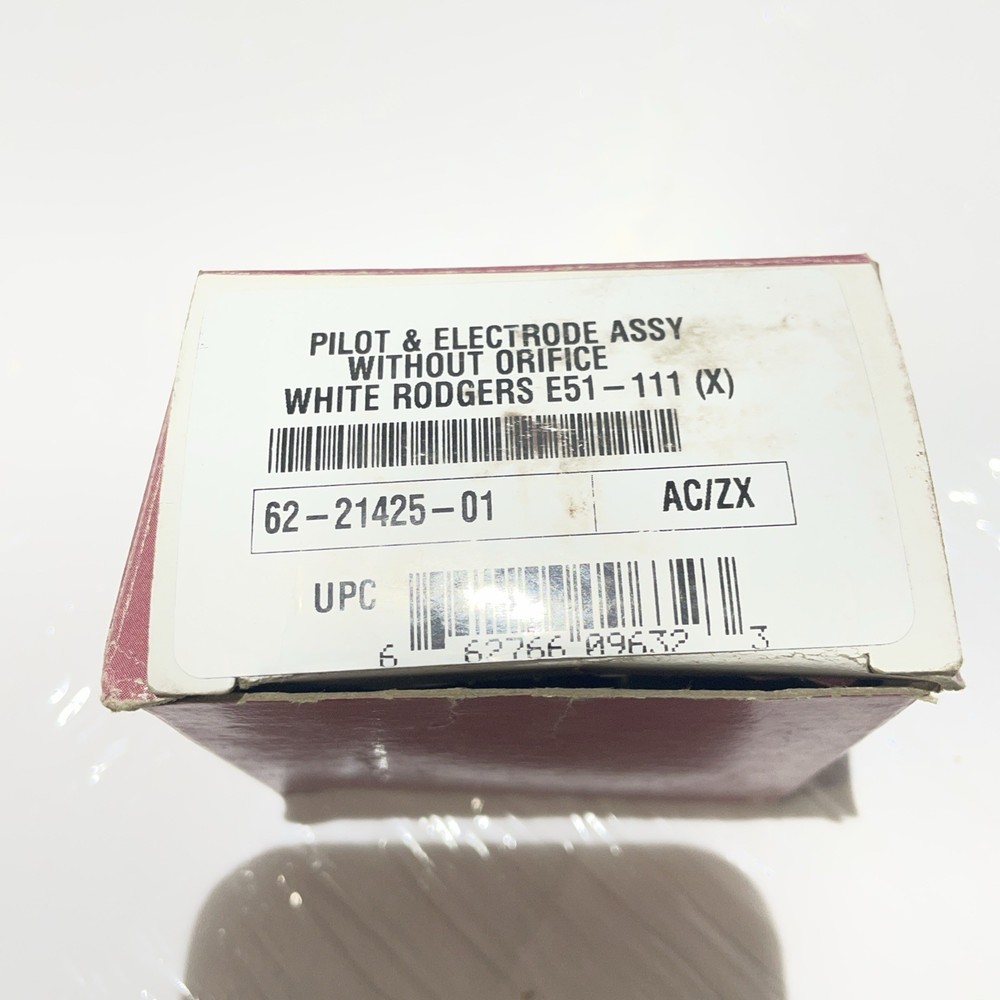 PILOT & ELECTRODE ASSY
WITHOUT ORIFICE
WHITE RODGERS E51-111 (X)
62-21425-01 AC/ZX
UPC
6 62766 09632 3